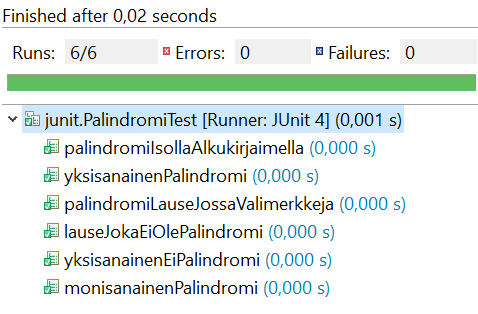 Finished after 0,02 seconds
Runs: 6/6 Errors: 0 Failures: 0
junit.PalindromiTest [Runner: JUnit 4] (0,001 s)
palindromiIsollaAlkukirjaimella (0,000 s)
yksisanainenPalindromi (0,000 s)
palindromiLauseJossaValimerkkeja (0,000 s)
lauseJokaEiOlePalindromi (0,000 s)
yksisanainenEiPalindromi (0,000 s)
monisanainenPalindromi (0,000 s)